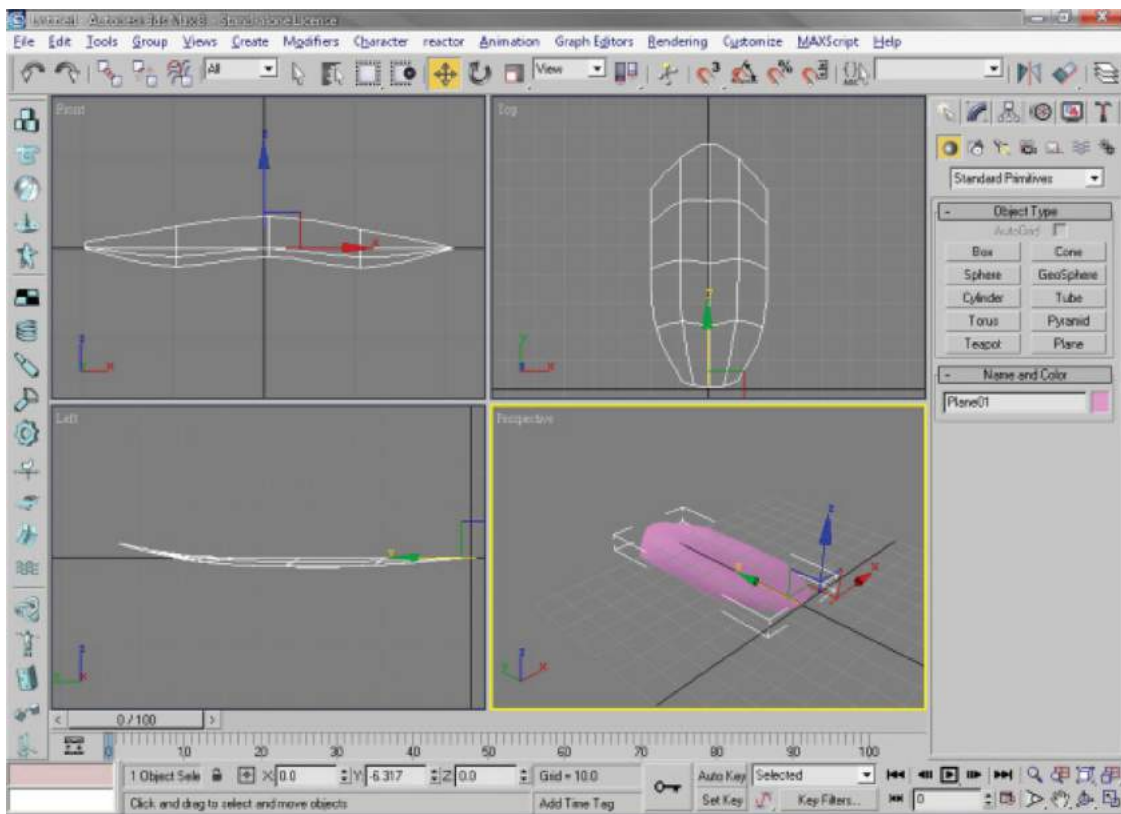 File Edit Tools Group Views Create Modifiers Character reactor Animation Graph Editors Rendering Customize MAXScript Help
All
View
Front
Top
Standard Primitives
Object Type
AutoGrid
Box Cone
Sphere GeoSphere
Cylinder Tube
Torus Pyramid
Teapot Plane
Name and Color
Plane01
Left
Perspective
0 / 100
0 10 20 30 40 50 60 70 80 90 100
1 Object Sele X: 0.0 Y: -6.317 Z: 0.0 Grid = 10.0 Auto Key Selected
Click and drag to select and move objects Add Time Tag Set Key Key Filters... 0